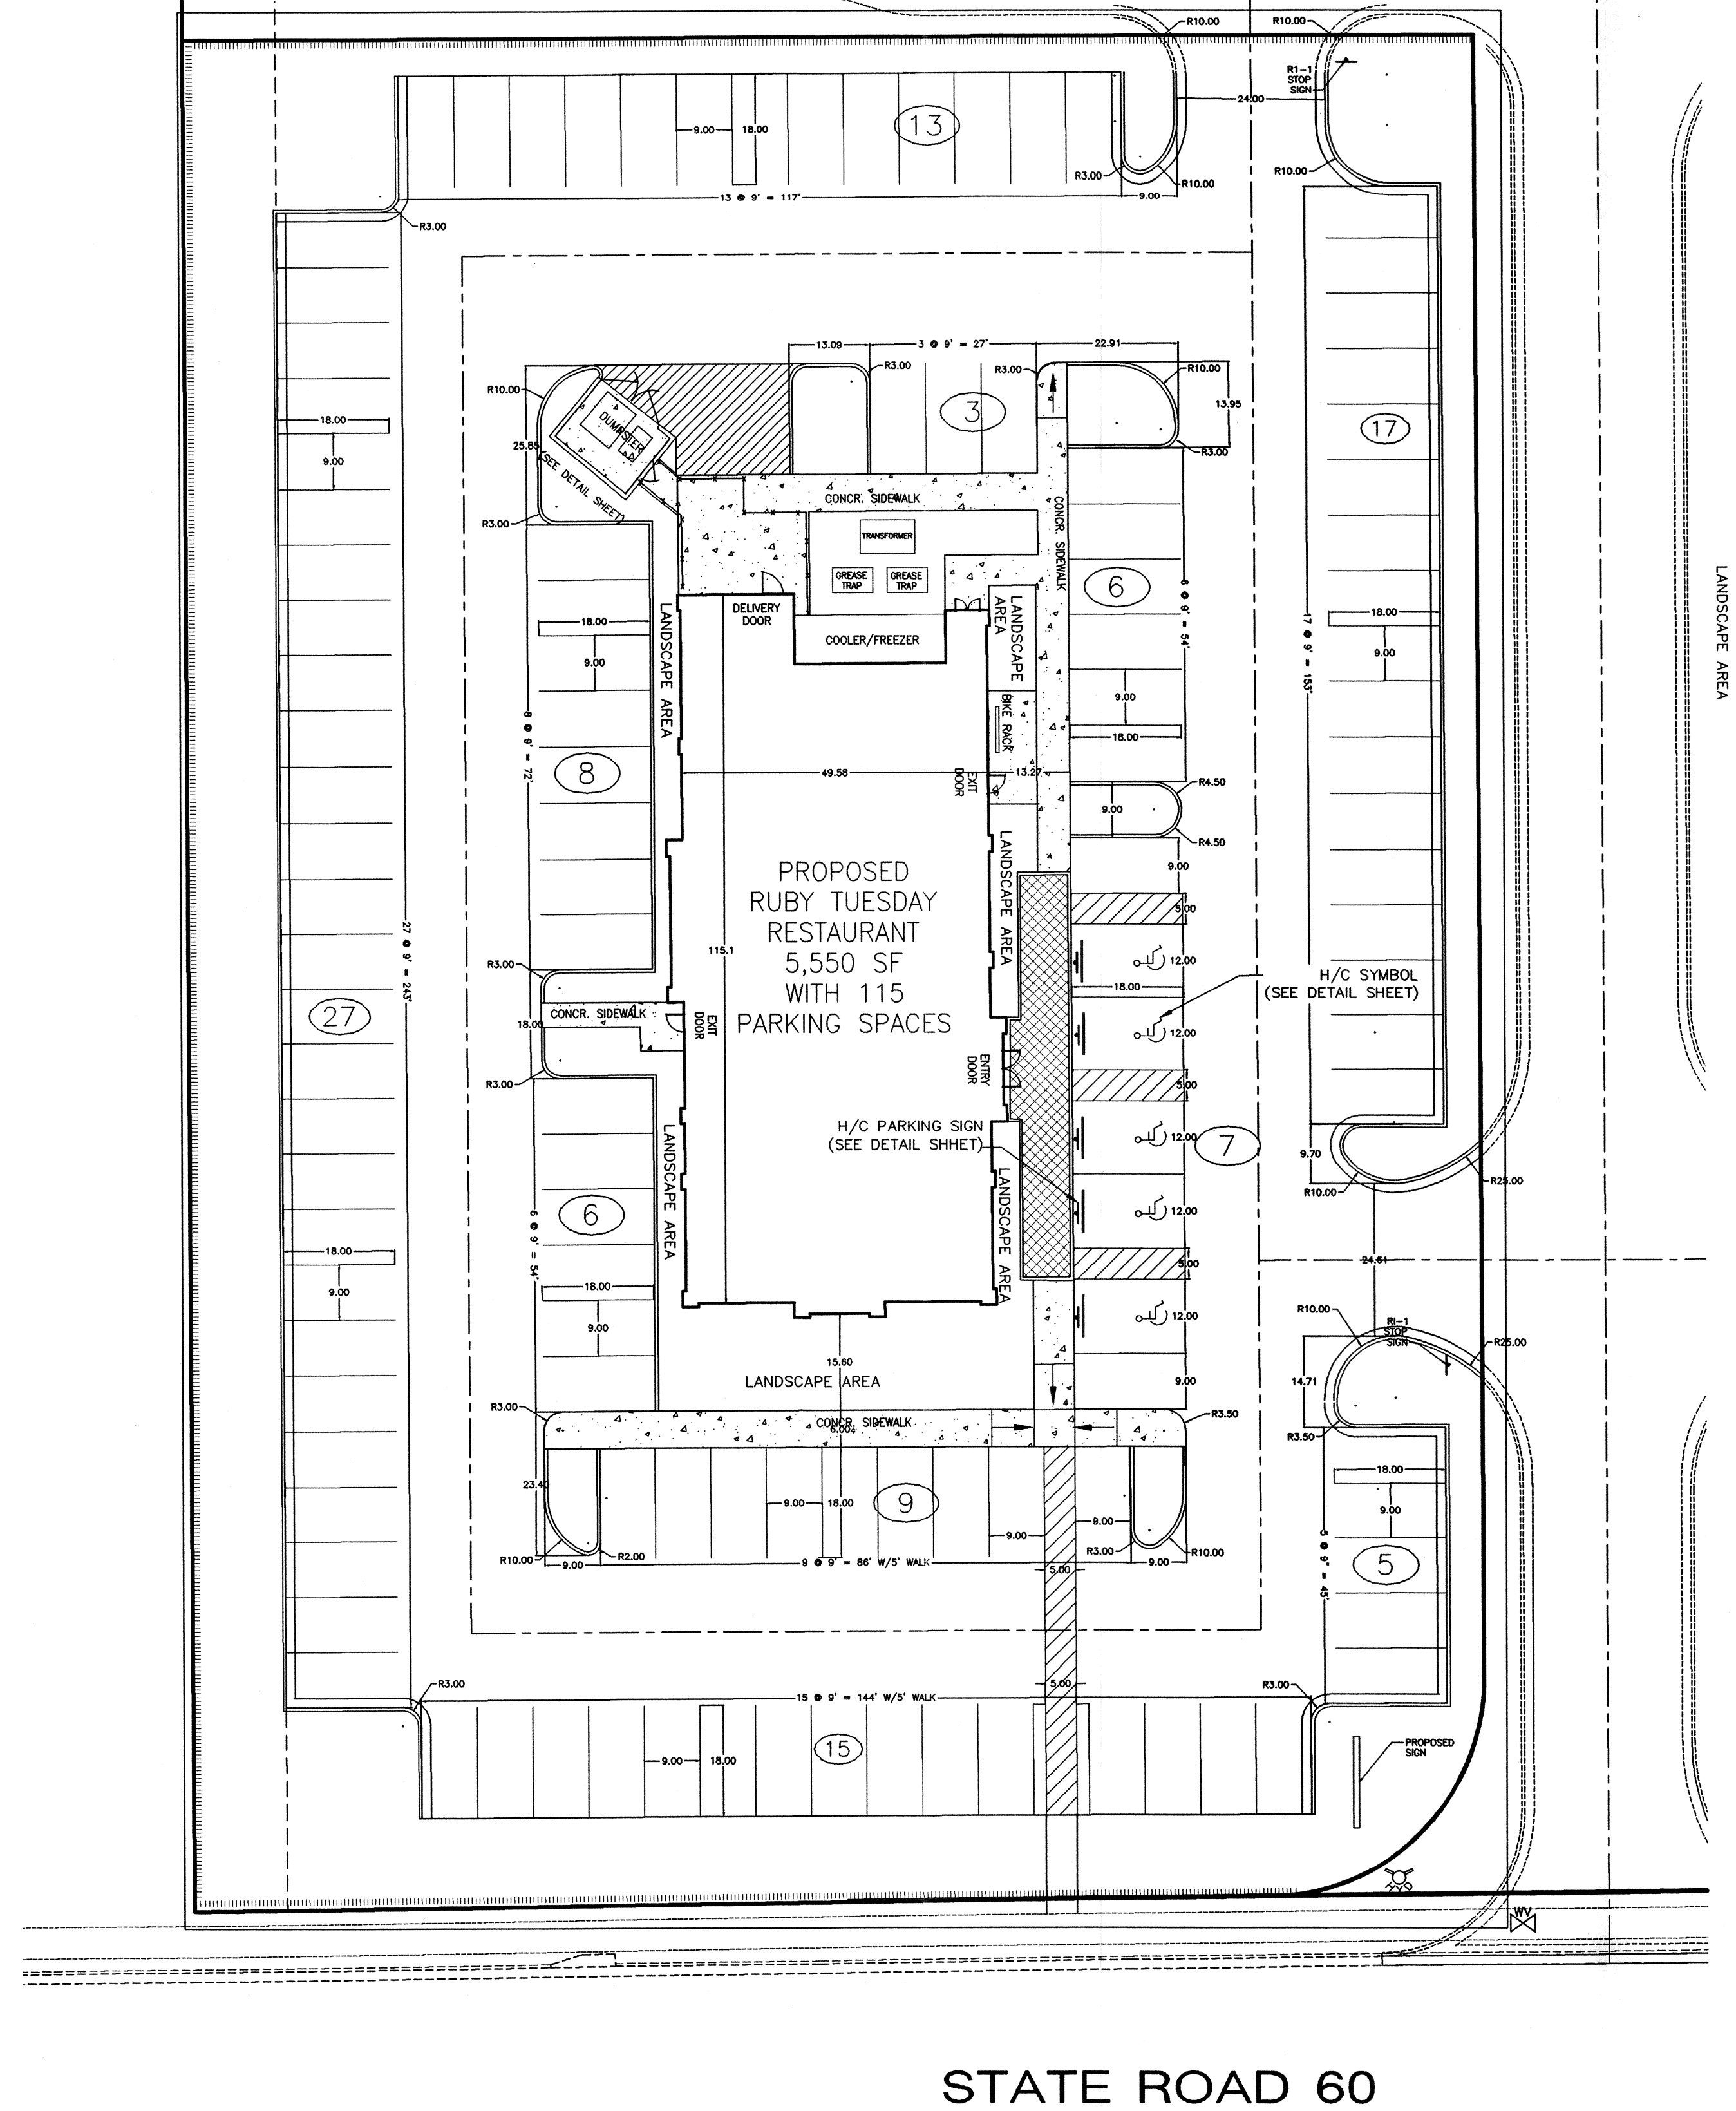 R10.00
R10.00
R1-1
STOP
SIGN
24.00
13
9.00
18.00
R3.00
R10.00
R10.00
13 @ 9' = 117'
9.00
R3.00
13.09
3 @ 9' = 27'
22.91
R3.00
R3.00
R10.00
R10.00
13.95
3
DUMPSTER
25.85
(SEE DETAIL SHEET)
R3.00
R3.00
18.00
9.00
17
CONCR. SIDEWALK
CONCR. SIDEWALK
TRANSFORMER
GREASE
TRAP
GREASE
TRAP
6
6 @ 9' = 54'
DELIVERY
DOOR
COOLER/FREEZER
LANDSCAPE
AREA
LANDSCAPE AREA
LANDSCAPE AREA
18.00
9.00
18.00
9.00
17 @ 9' = 153'
9.00
18.00
BIKE RACK
8 @ 9' = 72'
8
49.58
13.27
EXIT
DOOR
R4.50
9.00
R4.50
9.00
LANDSCAPE AREA
PROPOSED
RUBY TUESDAY
RESTAURANT
5,550 SF
WITH 115
PARKING SPACES
115.1
5.00
12.00
18.00
H/C SYMBOL
(SEE DETAIL SHEET)
12.00
27 @ 9' = 243'
27
R3.00
CONCR. SIDEWALK
18.00
EXIT
DOOR
R3.00
ENTRY
DOOR
5.00
H/C PARKING SIGN
(SEE DETAIL SHHET)
12.00
7
9.70
R10.00
R25.00
12.00
LANDSCAPE AREA
LANDSCAPE AREA
6
6 @ 9' = 54'
18.00
9.00
18.00
9.00
5.00
24.61
12.00
R10.00
RI-1
STOP
SIGN
R25.00
14.71
15.60
LANDSCAPE AREA
9.00
R3.00
CONCR. SIDEWALK
6.004
R3.50
R3.50
18.00
9.00
23.40
9.00
18.00
9
9.00
9.00
R10.00
R2.00
9.00
9 @ 9' = 86' W/5' WALK
R3.00
R10.00
9.00
5.00
5 @ 9' = 45'
5
R3.00
15 @ 9' = 144' W/5' WALK
5.00
R3.00
15
9.00
18.00
PROPOSED
SIGN
HYD
WV
STATE ROAD 60